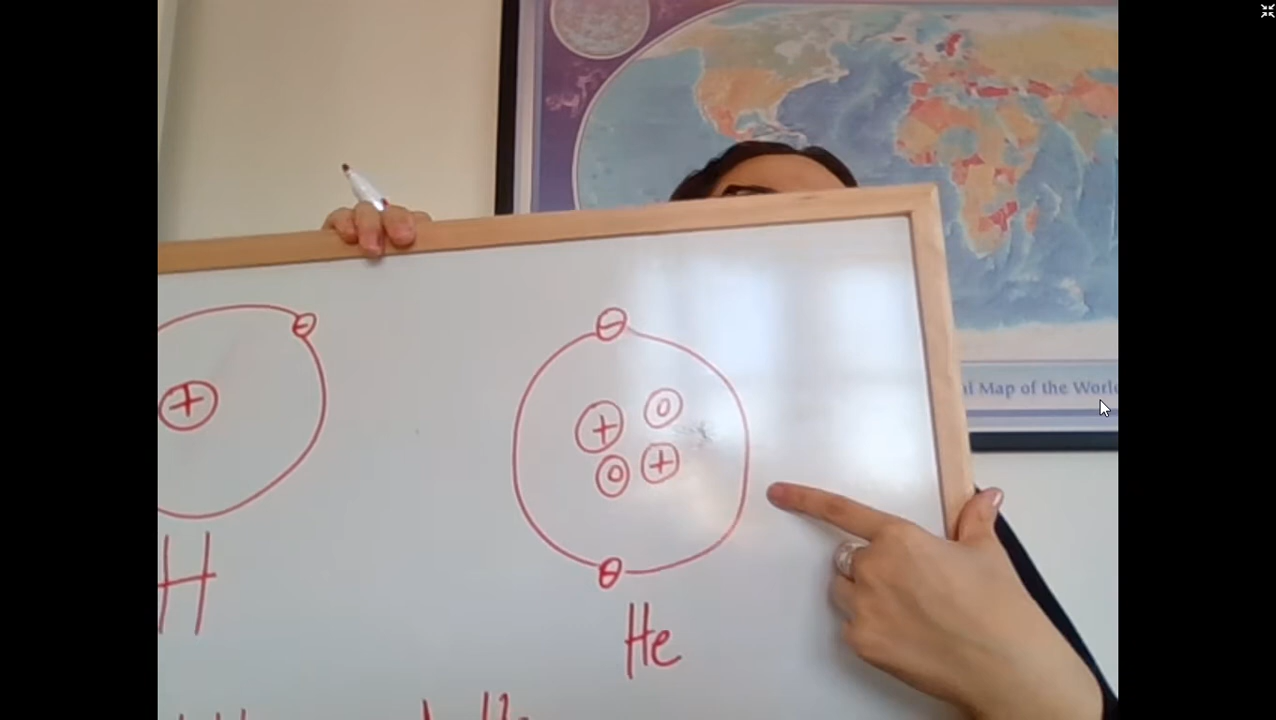 al Map of the World
+
-
-
+ o
o +
-
H
He